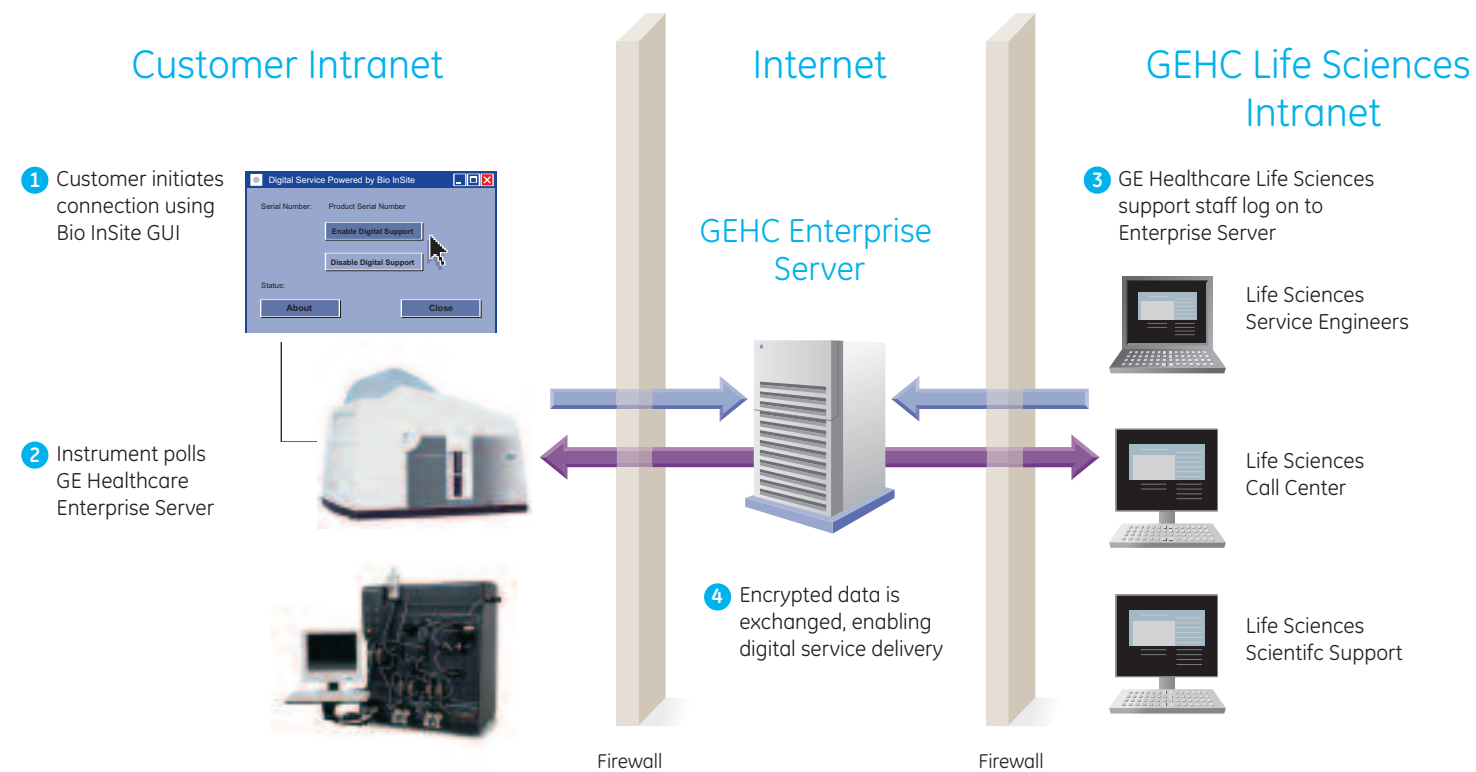 Customer Intranet
Internet
GEHC Life Sciences
Intranet
1 Customer initiates
connection using
Bio InSite GUI
Digital Service Powered by Bio InSite
Serial Number: Product Serial Number
Enable Digital Support
Disable Digital Support
Status:
About Close
2 Instrument polls
GE Healthcare
Enterprise Server
GEHC Enterprise
Server
4 Encrypted data is
exchanged, enabling
digital service delivery
3 GE Healthcare Life Sciences
support staff log on to
Enterprise Server
Life Sciences
Service Engineers
Life Sciences
Call Center
Life Sciences
Scientifc Support
Firewall
Firewall